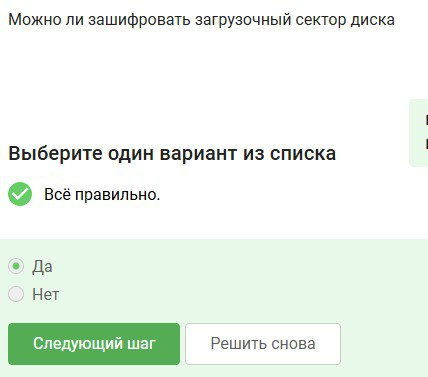 Можно ли зашифровать загрузочный сектор диска
Выберите один вариант из списка
Всё правильно.
Да
Нет
Следующий шаг
Решить снова